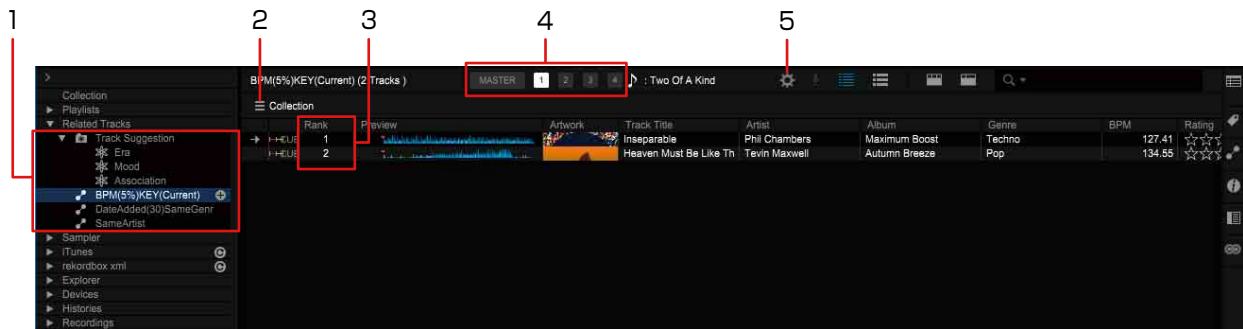 1 2 3 4 5
BPM(5%)KEY(Current) (2 Tracks ) MASTER 1 2 3 4 : Two Of A Kind
Collection
Playlists
Related Tracks
Track Suggestion
Era
Mood
Association
BPM(5%)KEY(Current)
DateAdded(30)SameGenr
SameArtist
Sampler
iTunes
rekordbox xml
Explorer
Devices
Histories
Recordings
Collection
Rank Preview Artwork Track Title Artist Album Genre BPM Rating
CUE 1 Inseparable Phil Chambers Maximum Boost Techno 127.41
CUE 2 Heaven Must Be Like Th Tevin Maxwell Autumn Breeze Pop 134.55